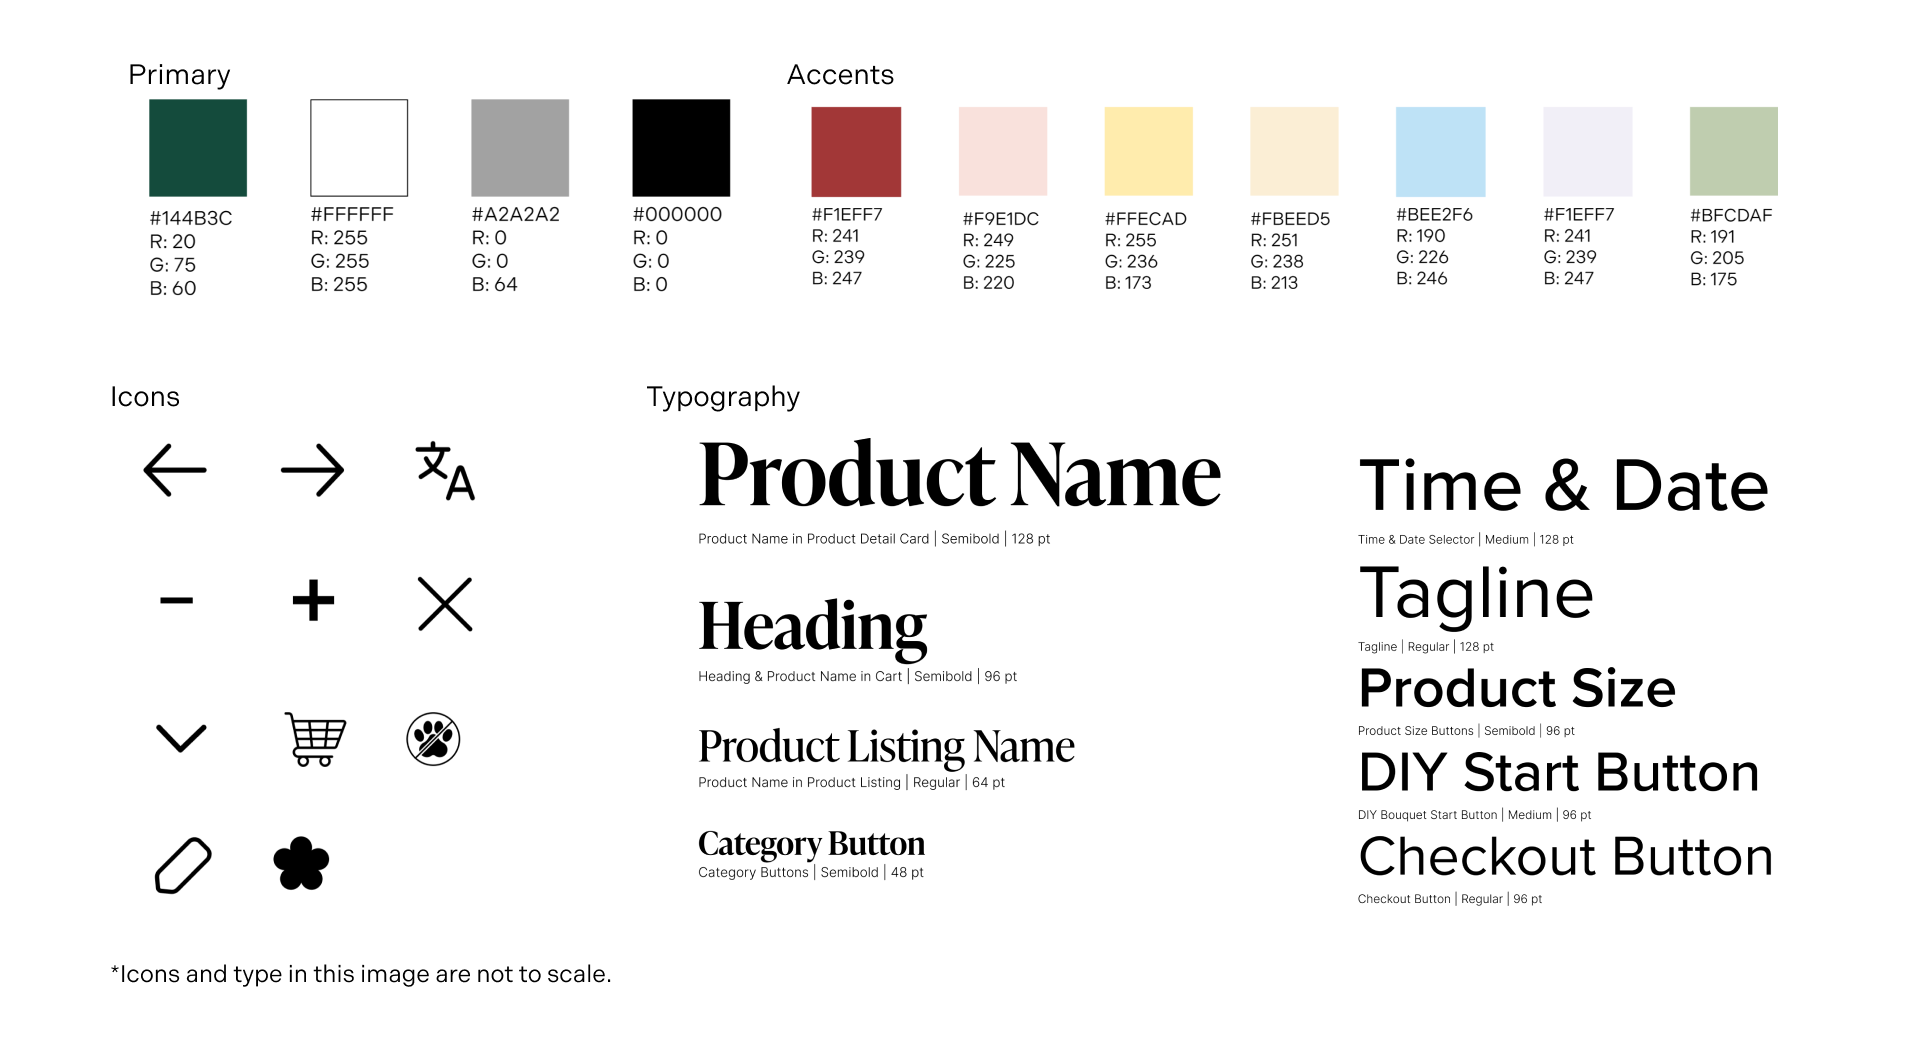 Primary
#144B3C
R: 20
G: 75
B: 60
#FFFFFF
R: 255
G: 255
B: 255
#A2A2A2
R: 0
G: 0
B: 64
#000000
R: 0
G: 0
B: 0
Accents
#F1EFF7
R: 241
G: 239
B: 247
#F9E1DC
R: 249
G: 225
B: 220
#FFECAD
R: 255
G: 236
B: 173
#FBEED5
R: 251
G: 238
B: 213
#BEE2F6
R: 190
G: 226
B: 246
#F1EFF7
R: 241
G: 239
B: 247
#BFCDAF
R: 191
G: 205
B: 175
Icons
文A
Typography
Product Name
Product Name in Product Detail Card | Semibold | 128 pt
Heading
Heading & Product Name in Cart | Semibold | 96 pt
Product Listing Name
Product Name in Product Listing | Regular | 64 pt
Category Button
Category Buttons | Semibold | 48 pt
Time & Date
Time & Date Selector | Medium | 128 pt
Tagline
Tagline | Regular | 128 pt
Product Size
Product Size Buttons | Semibold | 96 pt
DIY Start Button
DIY Bouquet Start Button | Medium | 96 pt
Checkout Button
Checkout Button | Regular | 96 pt
*Icons and type in this image are not to scale.